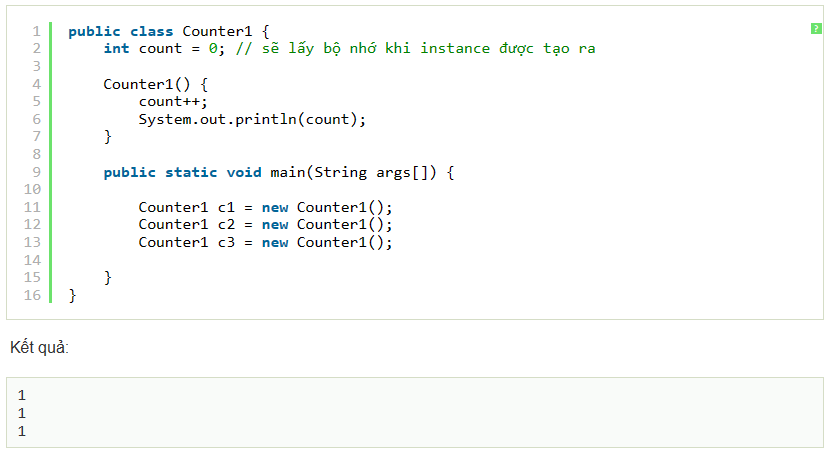 1 public class Counter1 {
2 int count = 0; // sẽ lấy bộ nhớ khi instance được tạo ra
3
4 Counter1() {
5 count++;
6 System.out.println(count);
7 }
8
9 public static void main(String args[]) {
10
11 Counter1 c1 = new Counter1();
12 Counter1 c2 = new Counter1();
13 Counter1 c3 = new Counter1();
14
15 }
16 }
?
Kết quả:
1
1
1